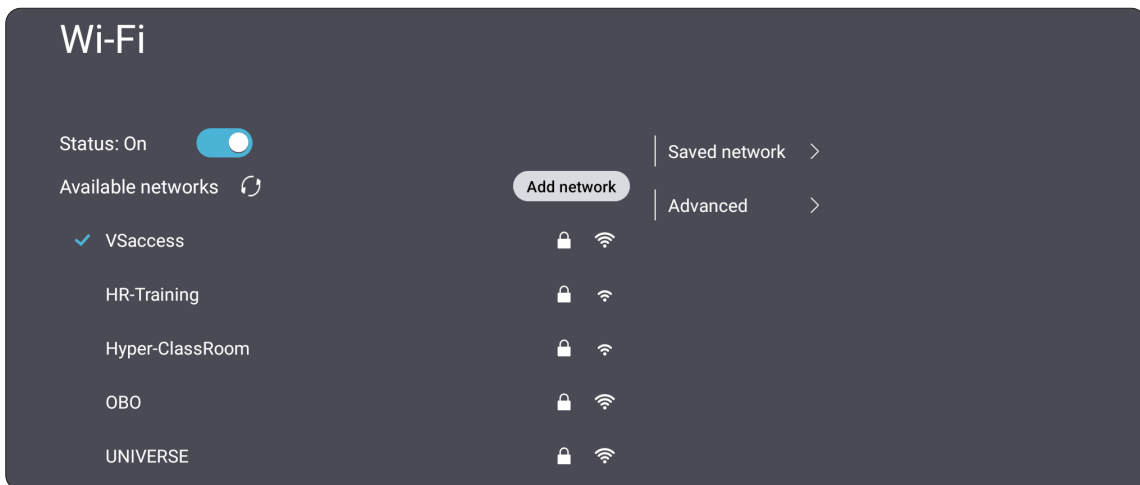 Wi-Fi
Status: On
Saved network
Available networks
Add network
Advanced
VSaccess
HR-Training
Hyper-ClassRoom
OBO
UNIVERSE